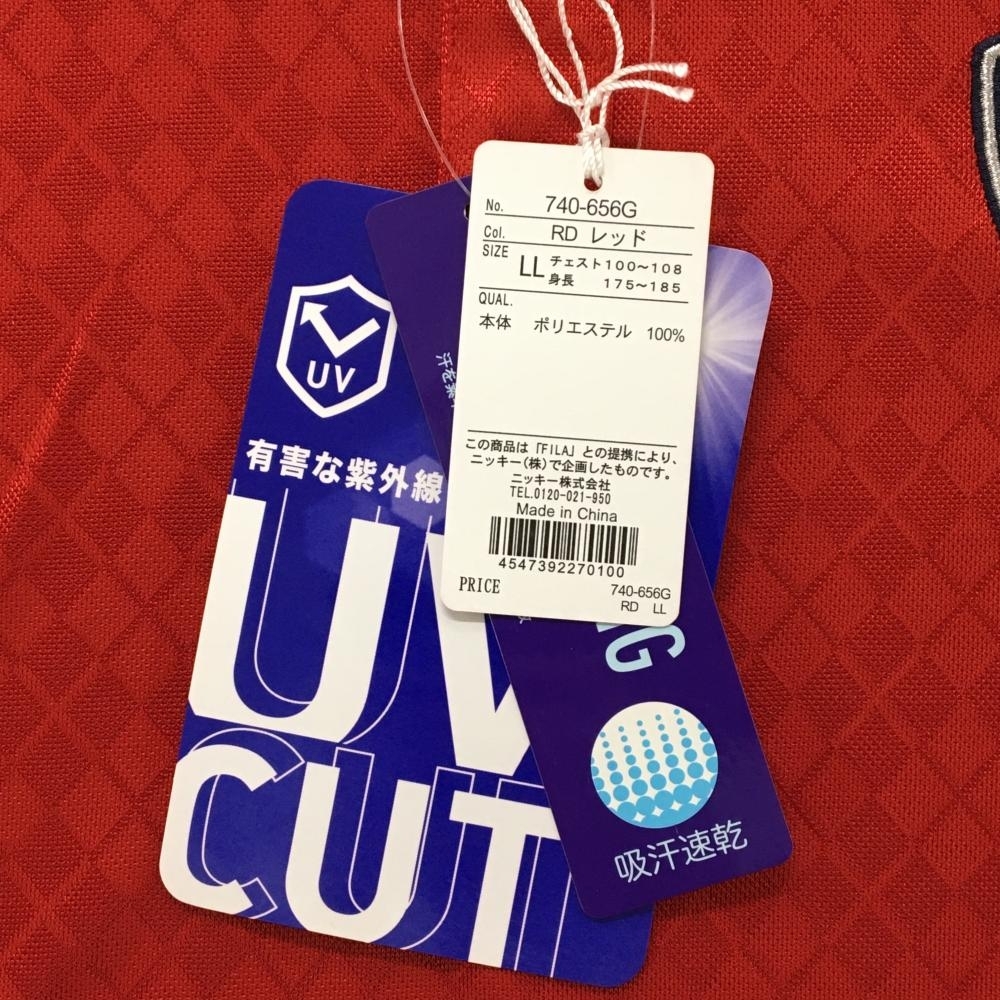 No. 740-656G
Col. RD レッド
SIZE LL チェスト100～108
身長 175～185
QUAL.
本体 ポリエステル 100%
この商品は「FILA」との提携により、
ニッキー(株)で企画したものです。
ニッキー株式会社
TEL.0120-021-950
Made in China
4547392270100
PRICE 740-656G
RD LL
UV
有害な紫外線
UV
CUT
吸汗速乾